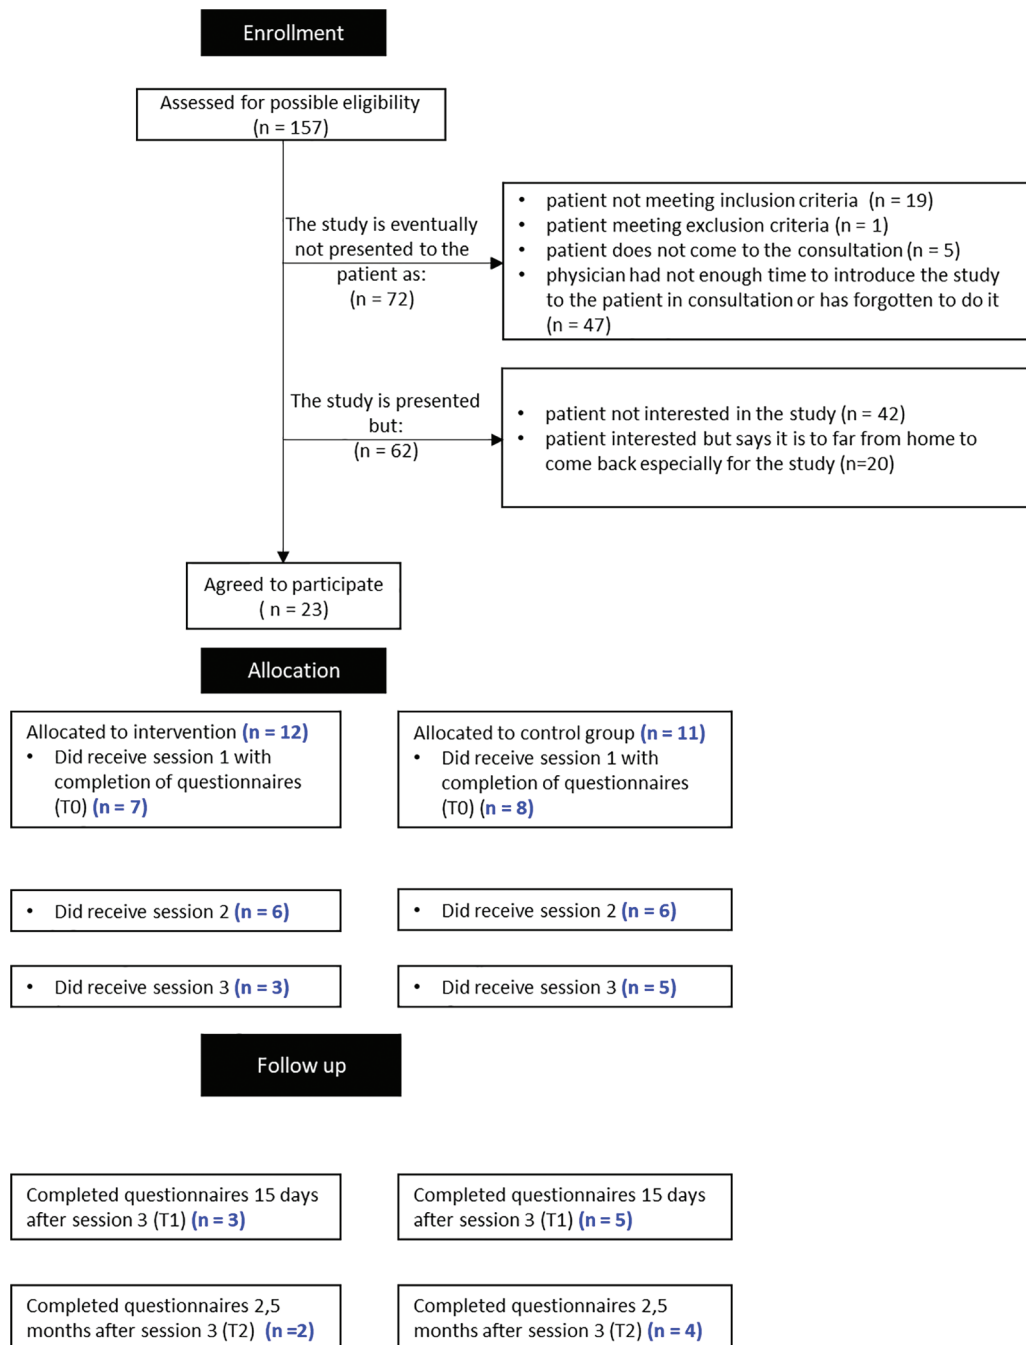 Enrollment
Assessed for possible eligibility
(n = 157)
The study is eventually
not presented to the
patient as:
(n = 72)
• patient not meeting inclusion criteria (n = 19)
• patient meeting exclusion criteria (n = 1)
• patient does not come to the consultation (n = 5)
• physician had not enough time to introduce the study
to the patient in consultation or has forgotten to do it
(n = 47)
The study is presented
but:
(n = 62)
• patient not interested in the study (n = 42)
• patient interested but says it is to far from home to
come back especially for the study (n=20)
Agreed to participate
( n = 23)
Allocation
Allocated to intervention (n = 12)
• Did receive session 1 with
completion of questionnaires
(T0) (n = 7)
Allocated to control group (n = 11)
• Did receive session 1 with
completion of questionnaires
(T0) (n = 8)
• Did receive session 2 (n = 6)
• Did receive session 2 (n = 6)
• Did receive session 3 (n = 3)
• Did receive session 3 (n = 5)
Follow up
Completed questionnaires 15 days
after session 3 (T1) (n = 3)
Completed questionnaires 15 days
after session 3 (T1) (n = 5)
Completed questionnaires 2,5
months after session 3 (T2) (n =2)
Completed questionnaires 2,5
months after session 3 (T2) (n = 4)